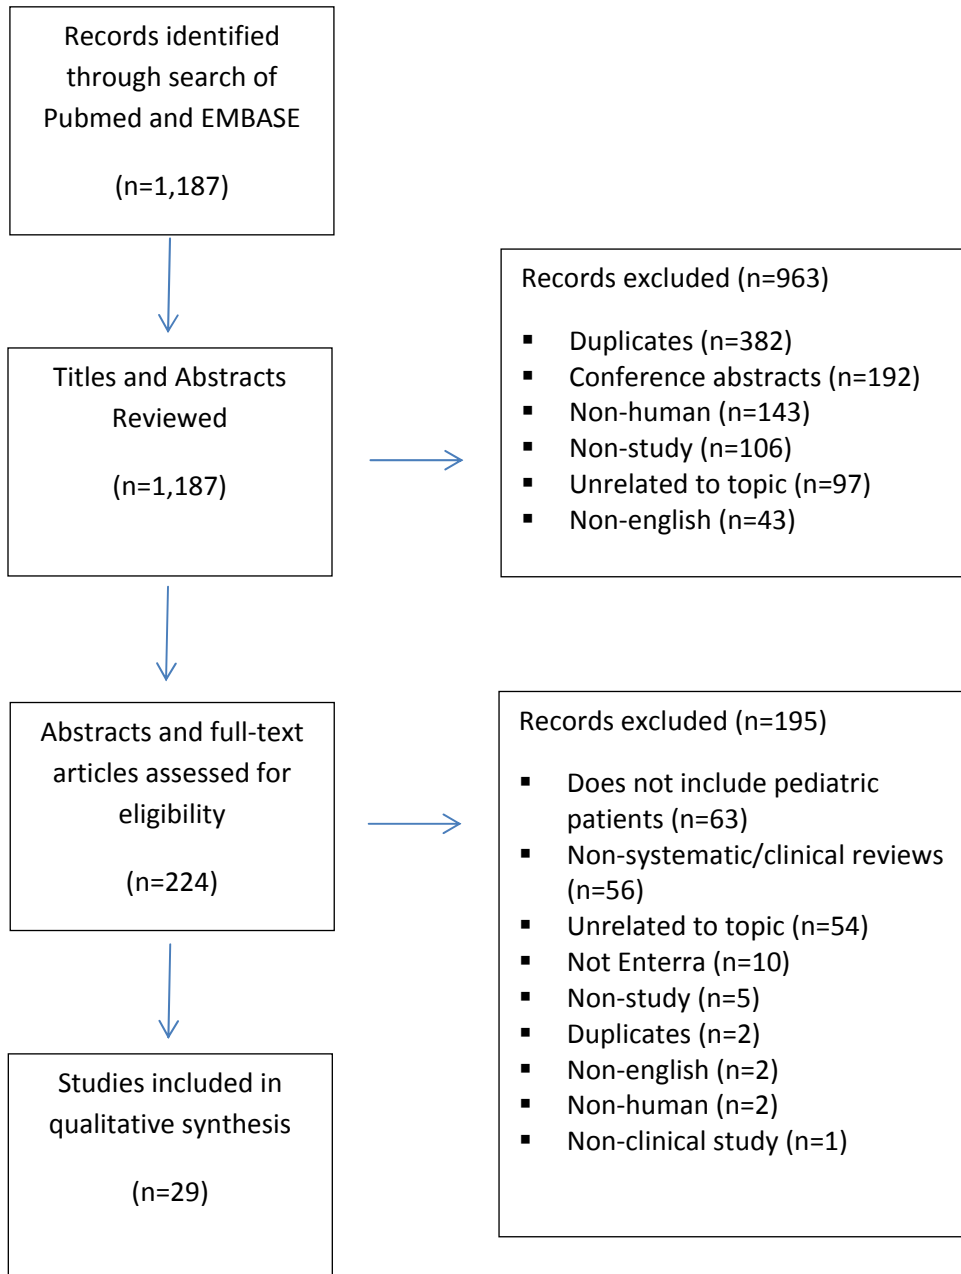 Records identified
through search of
Pubmed and EMBASE
(n=1,187)
Titles and Abstracts
Reviewed
(n=1,187)
Records excluded (n=963)
▪ Duplicates (n=382)
▪ Conference abstracts (n=192)
▪ Non-human (n=143)
▪ Non-study (n=106)
▪ Unrelated to topic (n=97)
▪ Non-english (n=43)
Abstracts and full-text
articles assessed for
eligibility
(n=224)
Records excluded (n=195)
▪ Does not include pediatric
patients (n=63)
▪ Non-systematic/clinical reviews
(n=56)
▪ Unrelated to topic (n=54)
▪ Not Enterra (n=10)
▪ Non-study (n=5)
▪ Duplicates (n=2)
▪ Non-english (n=2)
▪ Non-human (n=2)
▪ Non-clinical study (n=1)
Studies included in
qualitative synthesis
(n=29)